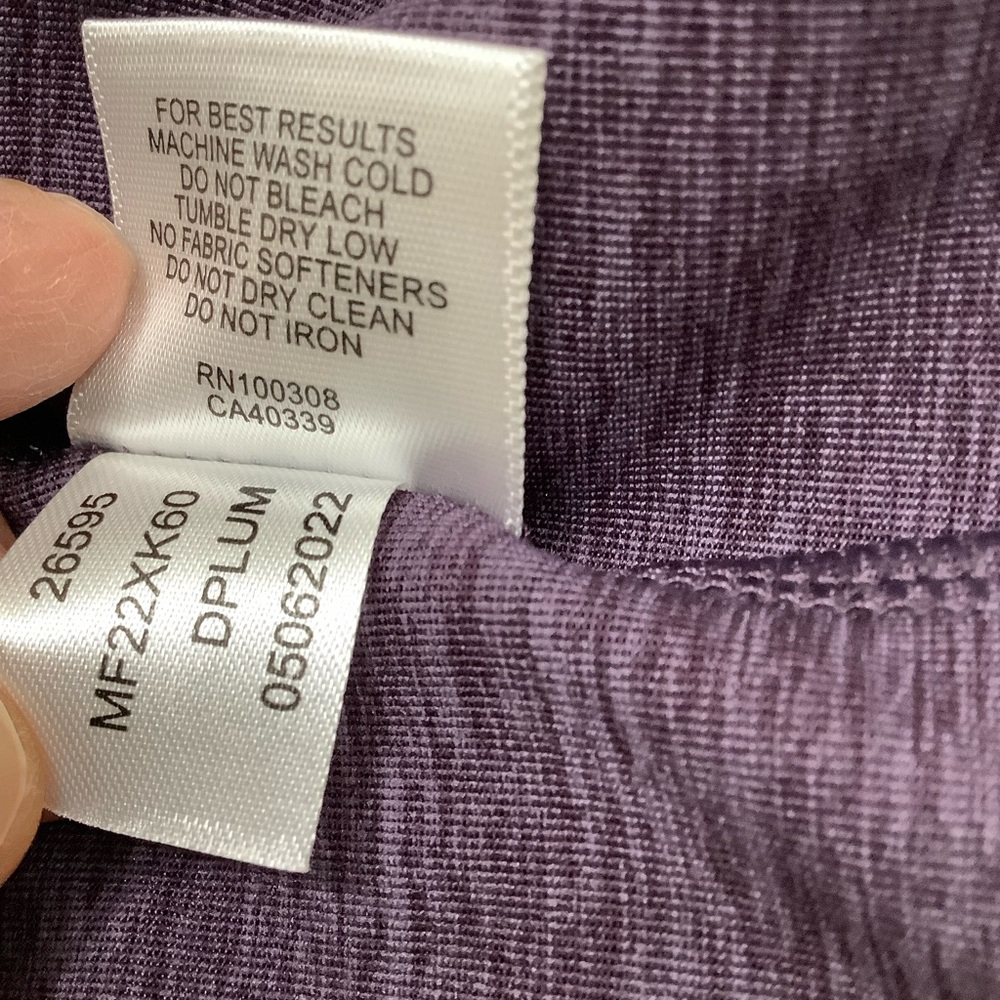 FOR BEST RESULTS
MACHINE WASH COLD
DO NOT BLEACH
TUMBLE DRY LOW
NO FABRIC SOFTENERS
DO NOT DRY CLEAN
DO NOT IRON
RN100308
CA40339
26595
MF22XK60
DPLUM
05062022